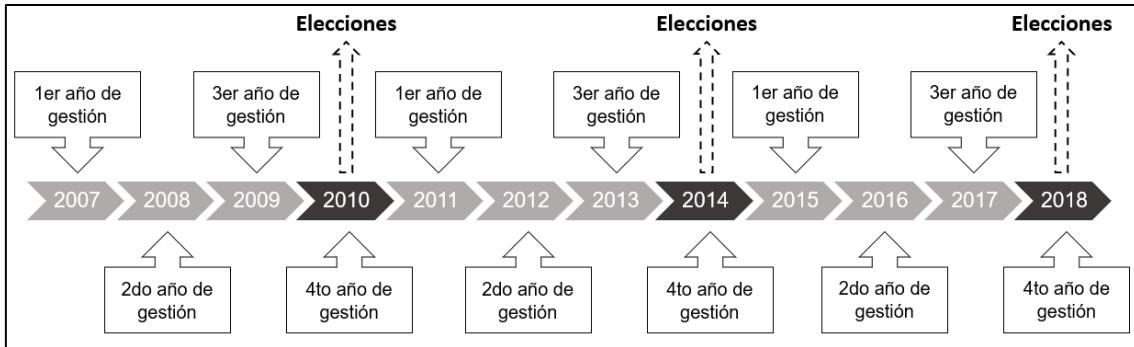 Elecciones
Elecciones
Elecciones
1er año de
gestión
3er año de
gestión
1er año de
gestión
3er año de
gestión
1er año de
gestión
3er año de
gestión
2007
2008
2009
2010
2011
2012
2013
2014
2015
2016
2017
2018
2do año de
gestión
4to año de
gestión
2do año de
gestión
4to año de
gestión
2do año de
gestión
4to año de
gestión